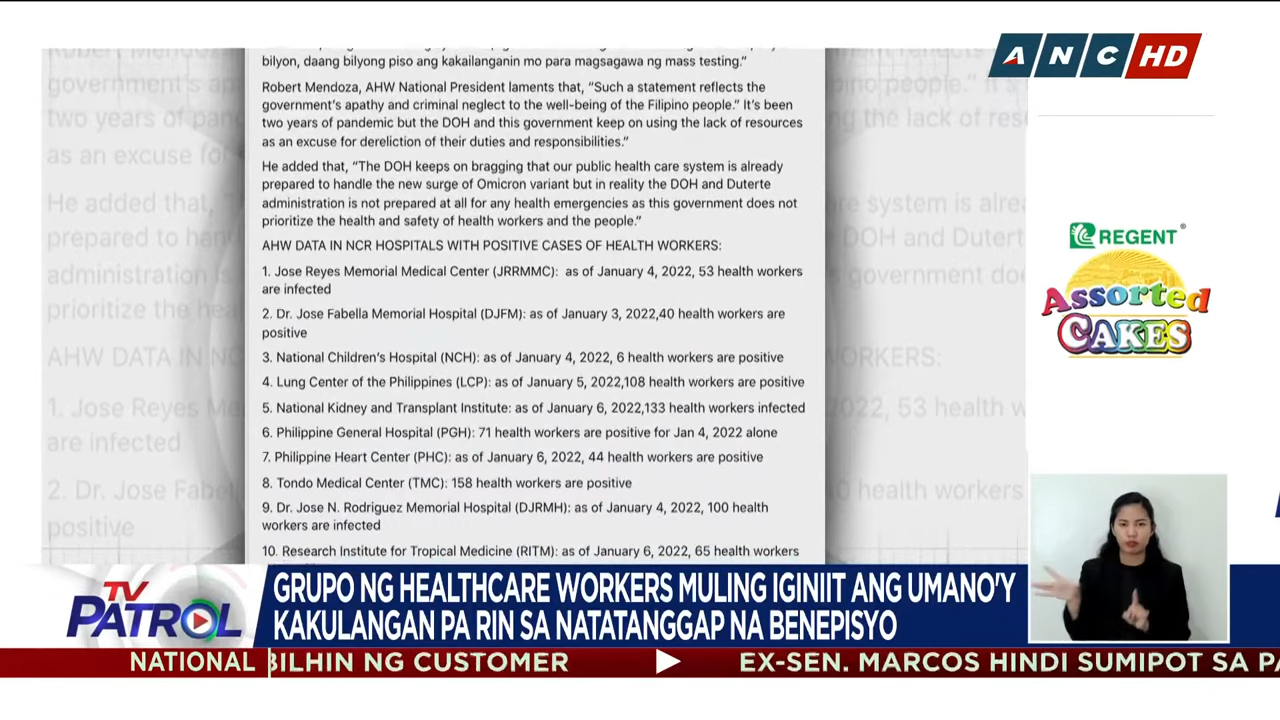 bilyon, daang bilyong piso ang kakailanganin mo para magsagawa ng mass testing.”
ANC HD
Robert Mendoza, AHW National President laments that, “Such a statement reflects the
government’s apathy and criminal neglect to the well-being of the Filipino people.” It’s been
two years of pandemic but the DOH and this government keep on using the lack of resources
as an excuse for dereliction of their duties and responsibilities.”
He added that, “The DOH keeps on bragging that our public health care system is already
prepared to handle the new surge of Omicron variant but in reality the DOH and Duterte
administration is not prepared at all for any health emergencies as this government does not
prioritize the health and safety of health workers and the people.”
AHW DATA IN NCR HOSPITALS WITH POSITIVE CASES OF HEALTH WORKERS:
1. Jose Reyes Memorial Medical Center (JRRMMC): as of January 4, 2022, 53 health workers
are infected
2. Dr. Jose Fabella Memorial Hospital (DJFM): as of January 3, 2022,40 health workers are
positive
3. National Children’s Hospital (NCH): as of January 4, 2022, 6 health workers are positive
4. Lung Center of the Philippines (LCP): as of January 5, 2022,108 health workers are positive
5. National Kidney and Transplant Institute: as of January 6, 2022,133 health workers infected
6. Philippine General Hospital (PGH): 71 health workers are positive for Jan 4, 2022 alone
7. Philippine Heart Center (PHC): as of January 6, 2022, 44 health workers are positive
8. Tondo Medical Center (TMC): 158 health workers are positive
9. Dr. Jose N. Rodriguez Memorial Hospital (DJRMH): as of January 4, 2022, 100 health
workers are infected
10. Research Institute for Tropical Medicine (RITM): as of January 6, 2022, 65 health workers
REGENT®
Assorted
CAKES
TV
PATROL
GRUPO NG HEALTHCARE WORKERS MULING IGINIIT ANG UMANO'Y
KAKULANGAN PA RIN SA NATATANGGAP NA BENEPISYO
NATIONAL BILHIN NG CUSTOMER EX-SEN. MARCOS HINDI SUMIPOT SA